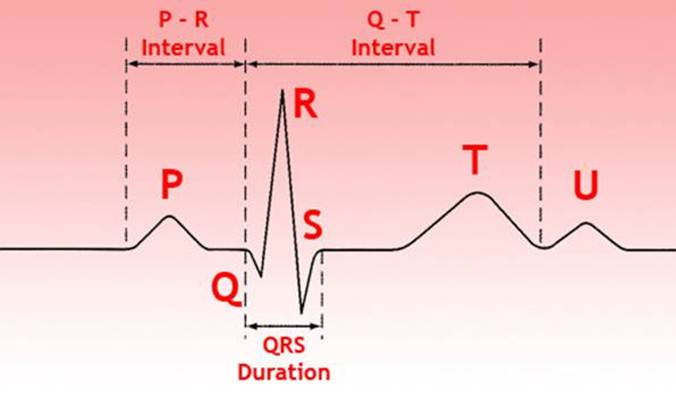 P - R
Interval
Q - T
Interval
R
P
T
U
S
Q
QRS
Duration